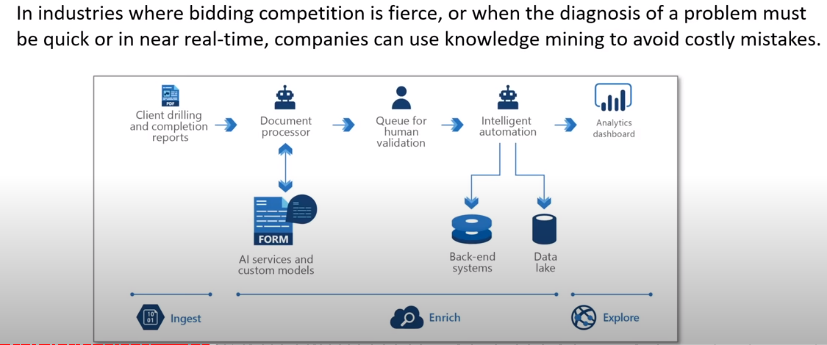 In industries where bidding competition is fierce, or when the diagnosis of a problem must
be quick or in near real-time, companies can use knowledge mining to avoid costly mistakes.
PDF
Client drilling
and completion
reports
Document
processor
Queue for
human
validation
Intelligent
automation
Analytics
dashboard
FORM
AI services and
custom models
Back-end
systems
Data
lake
10
01
Ingest
Enrich
Explore